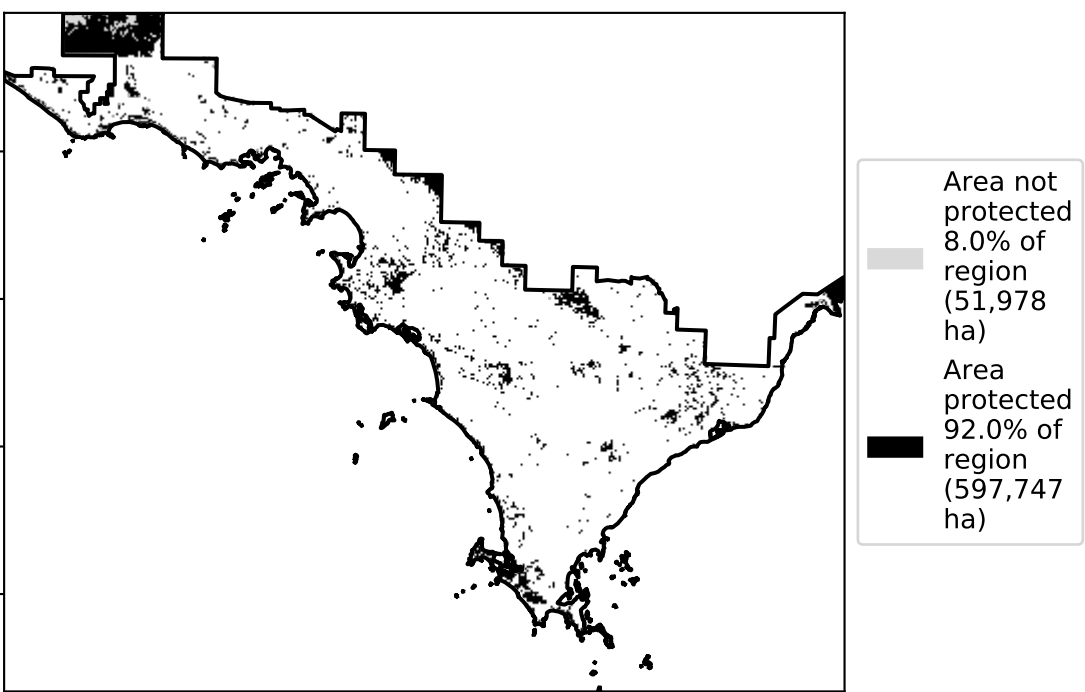 Area not
protected
8.0% of
region
(51,978
ha)
Area
protected
92.0% of
region
(597,747
ha)